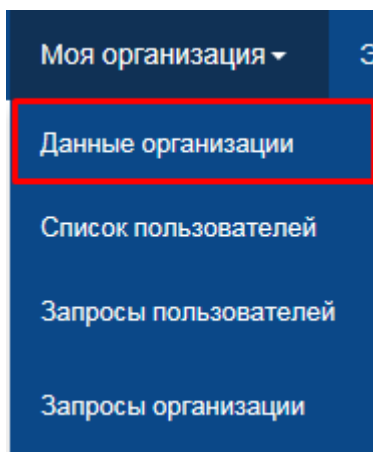 Моя организация
Данные организации
Список пользователей
Запросы пользователей
Запросы организации